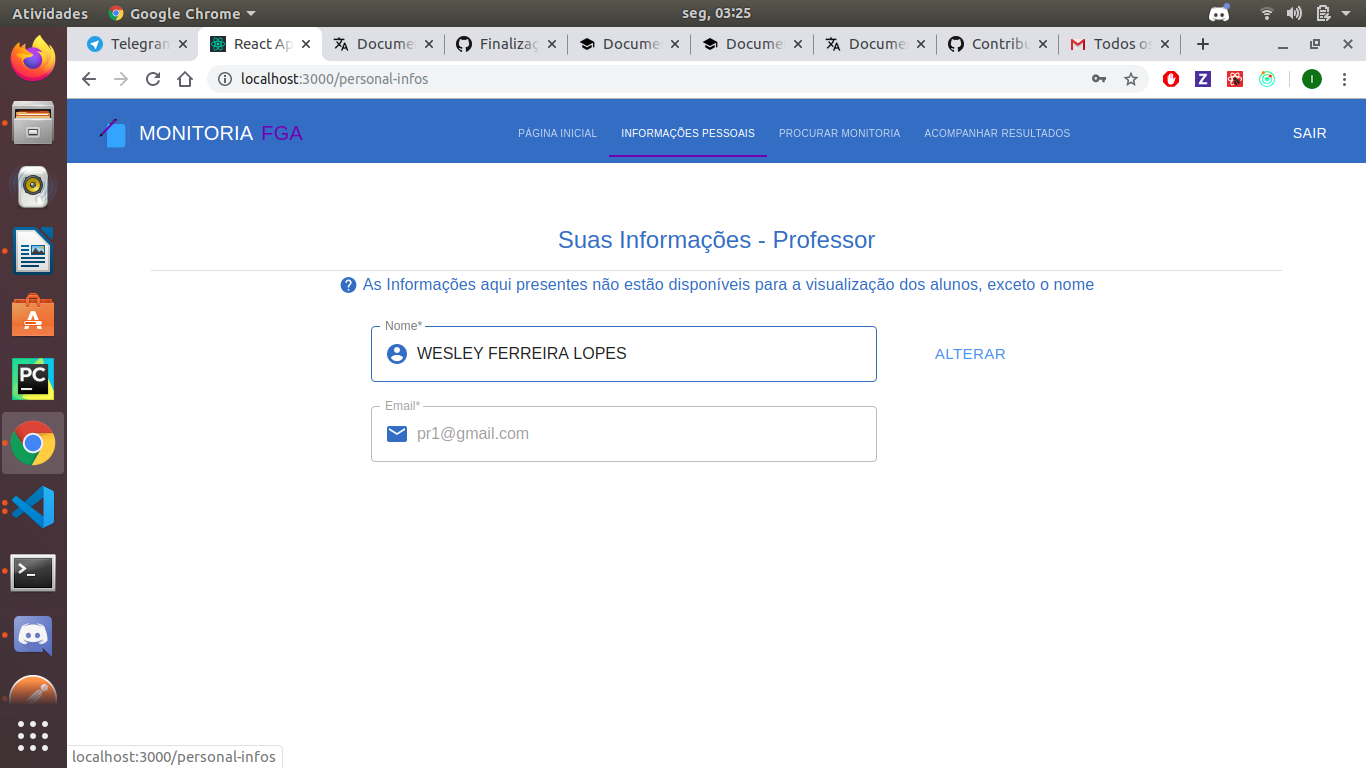 Atividades Google Chrome seg, 03:25
Telegran React Ap Docume Finalizaç Docume Docume Docume Contribu Todos os
localhost:3000/personal-infos
MONITORIA FGA PÁGINA INICIAL INFORMAÇÕES PESSOAIS PROCURAR MONITORIA ACOMPANHAR RESULTADOS SAIR
Suas Informações - Professor
As Informações aqui presentes não estão disponíveis para a visualização dos alunos, exceto o nome
Nome*
WESLEY FERREIRA LOPES ALTERAR
Email*
pr1@gmail.com
PC
localhost:3000/personal-infos